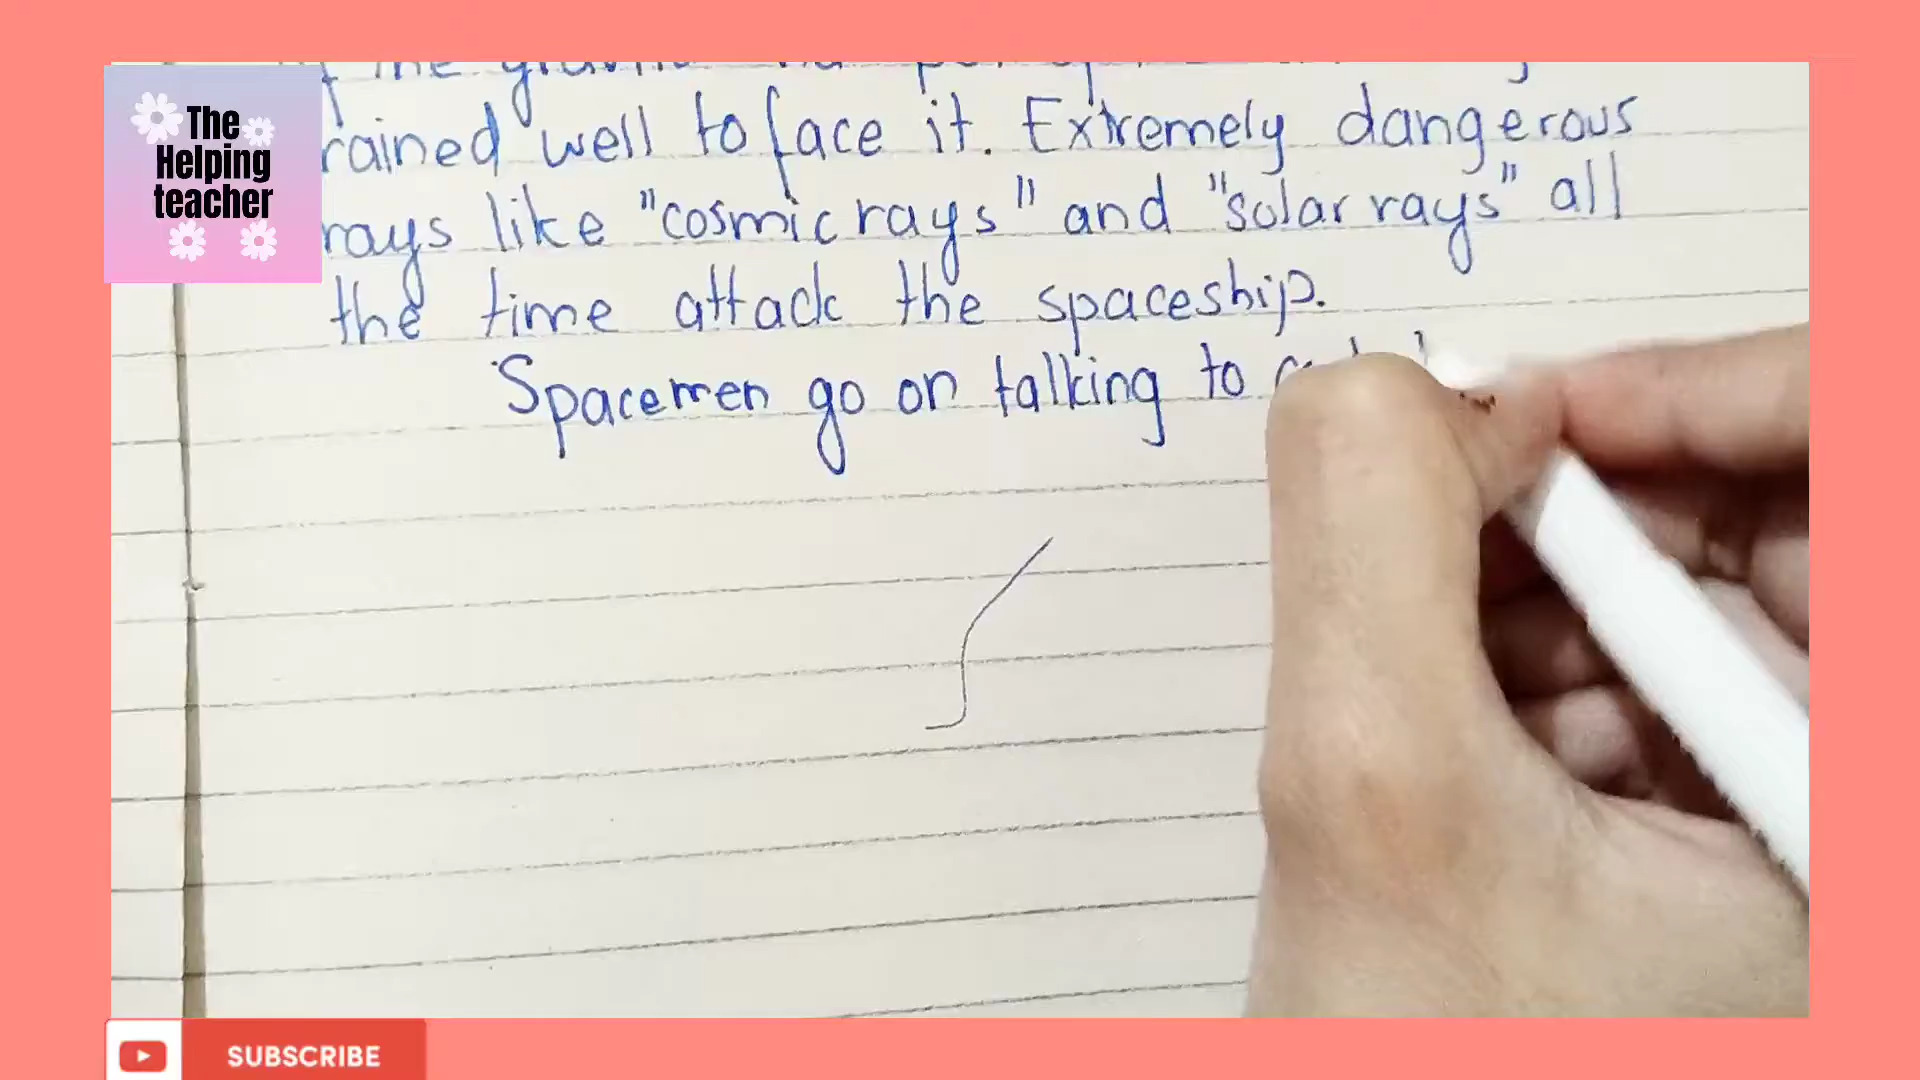 The
Helping
teacher
the
rained well to face it. Extremely dangerous
rays like "cosmic rays" and "solar rays" all
the time attack the spaceship.
Spacemen go on talking to
SUBSCRIBE